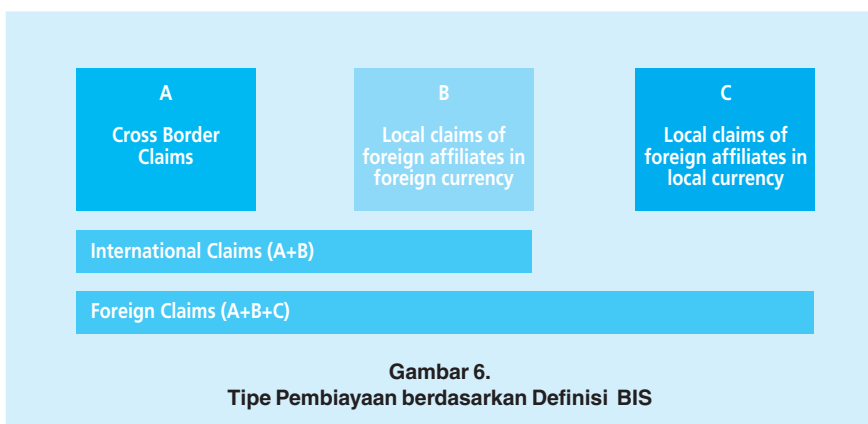 A
Cross Border
Claims
B
Local claims of
foreign affiliates in
foreign currency
C
Local claims of
foreign affiliates in
local currency
International Claims (A+B)
Foreign Claims (A+B+C)
Gambar 6.
Tipe Pembiayaan berdasarkan Definisi BIS